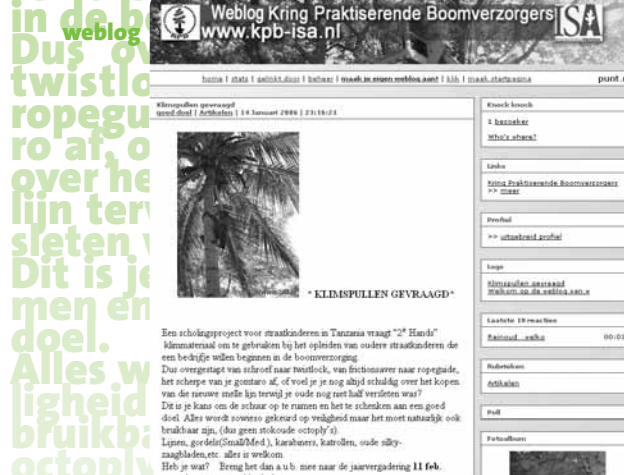 weblog
in de be
Dus ov
twistlo
ropegu
ro af, o
over he
lijn terv
sleten v
Dit is je
men en
doel.
Alles w
ligheid
bruikba
octoply
Weblog Kring Praktiserende Boomverzorgers
www.kpb-isa.nl
ISA
home | stats | gelinkt door | beheer | maak je eigen weblog aan! | klik | maak startpagina
punt.
Klimspullen gevraagd
goed doel | Artikelen | 14 Januari 2006 | 23:16:23
* KLIMSPULLEN GEVRAAGD*
Een scholingsproject voor straatkinderen in Tanzania vraagt "2e Hands"
klimmateriaal om te gebruiken bij het opleiden van oudere straatkinderen die
een bedrijfje willen beginnen in de boomverzorging.
Dus overgestapt van schroef naar twistlock, van frictionsaver naar ropeguide,
het scherpe van je gomtaro af, of voel je je nog altijd schuldig over het kopen
van die nieuwe snelle lijn terwijl je oude nog niet half versleten was?
Dit is je kans om de schuur op te ruimen en het te schenken aan een goed
doel. Alles wordt sowieso gekeurd op veiligheid maar het moet natuurlijk ook
bruikbaar zijn, (dus geen stokoude octoply's).
Lijnen, gordels(Small/Med ), karabiners, katrollen, oude silky-
zaagbladen,etc. alles is welkom.
Heb je wat? Breng het dan a.u.b. mee naar de jaarvergadering 11 feb.
Knock knock
1 bezoeker
Who's where?
Links
Kring Praktiserende Boomverzorgers
>> meer
Profiel
>> uitgebreid profiel
Logs
Klimspullen gevraagd
Welkom op de weblog van.v
Laatste 10 reacties
Reinoud welko 00:02
Rubrieken
Artikelen
Poll
Fotoalbum